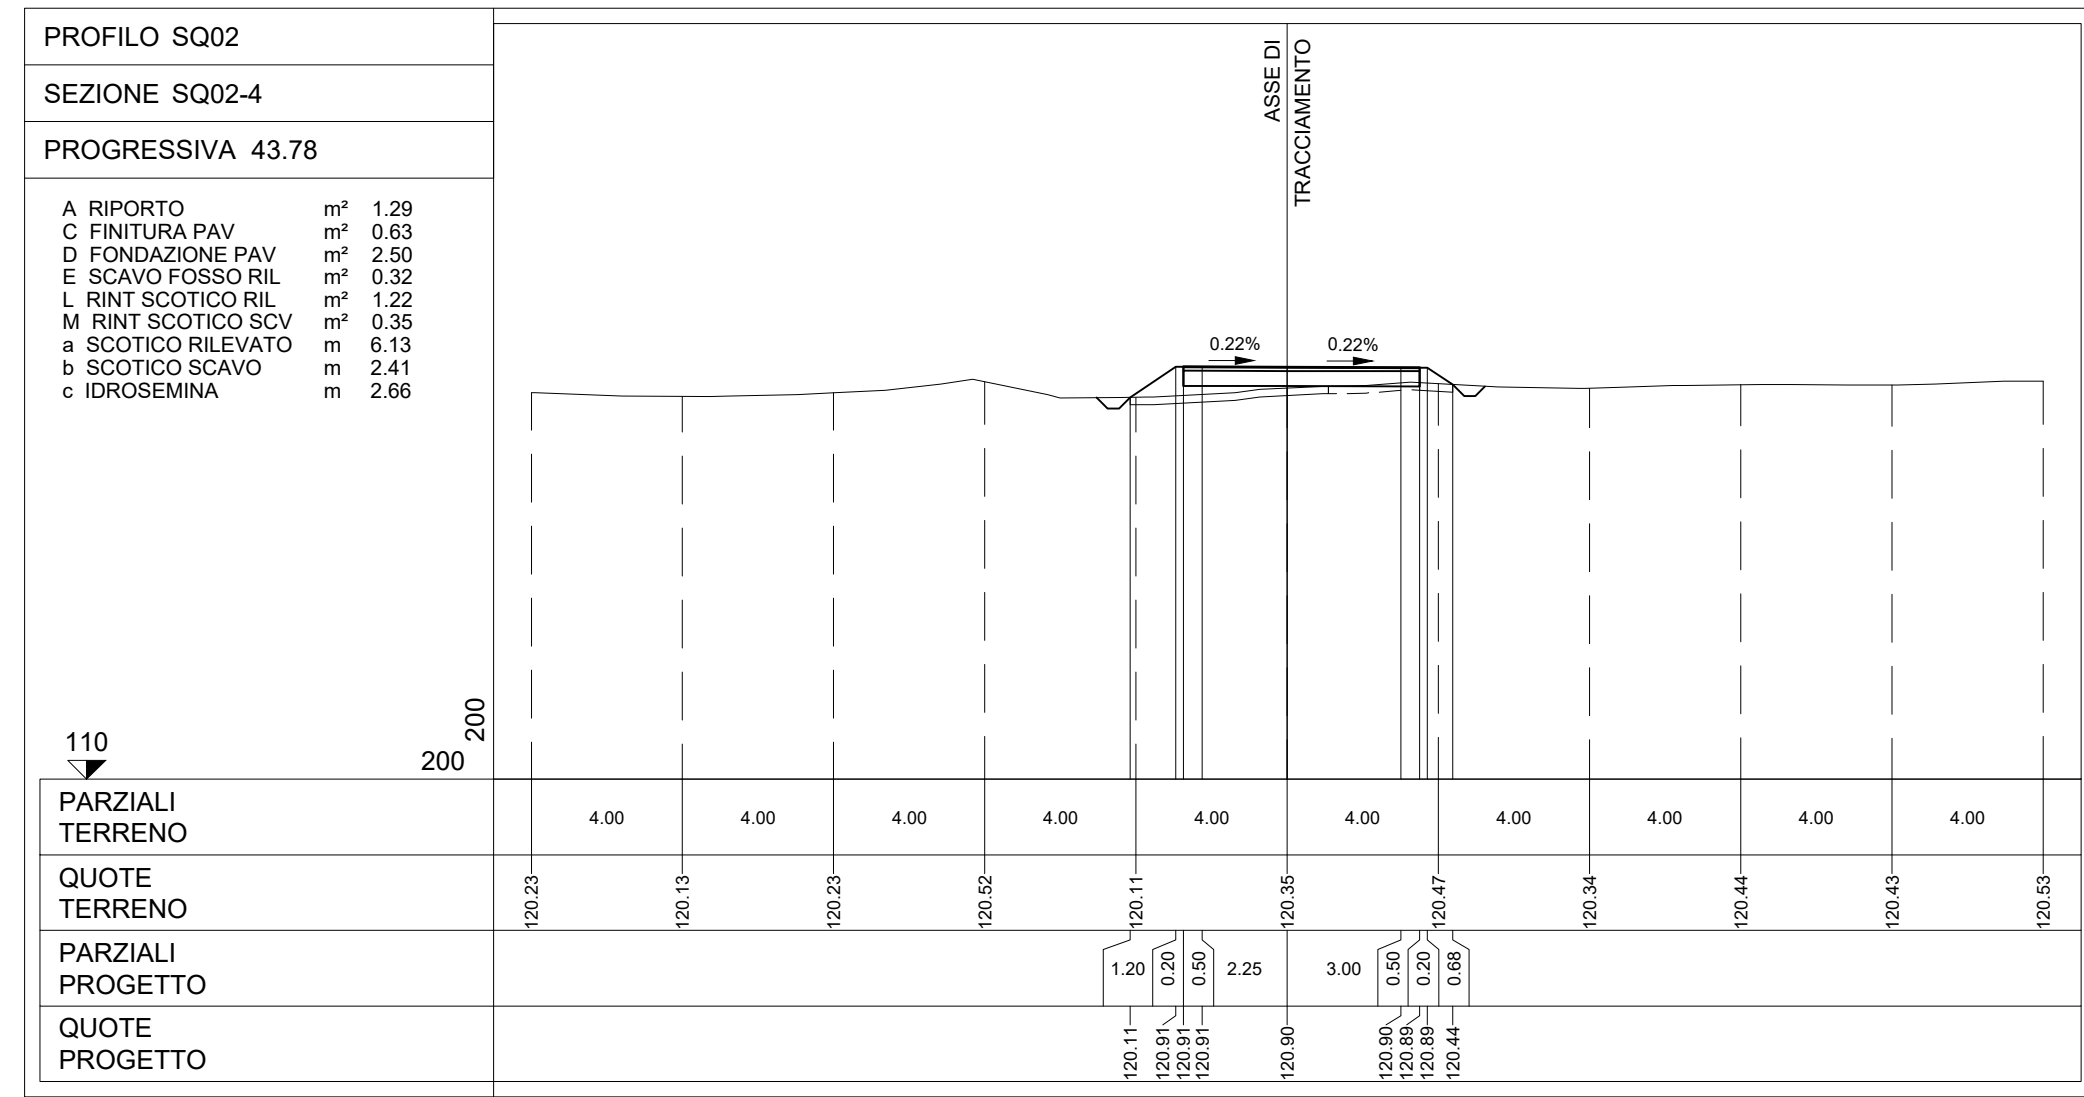 PROFILO SQ02
SEZIONE SQ02-4
PROGRESSIVA 43.78
A RIPORTO m² 1.29
C FINITURA PAV m² 0.63
D FONDAZIONE PAV m² 2.50
E SCAVO FOSSO RIL m² 0.32
L RINT SCOTICO RIL m² 1.22
M RINT SCOTICO SCV m² 0.35
a SCOTICO RILEVATO m 6.13
b SCOTICO SCAVO m 2.41
c IDROSEMINA m 2.66
ASSE DI
TRACCIAMENTO
0.22% 0.22%
110
200
200
PARZIALI
TERRENO
4.00 4.00 4.00 4.00 4.00 4.00 4.00 4.00 4.00 4.00
QUOTE
TERRENO
120.23 120.13 120.23 120.52 120.11 120.35 120.47 120.34 120.44 120.43 120.53
PARZIALI
PROGETTO
1.20 0.20 0.50 2.25 3.00 0.50 0.20 0.68
QUOTE
PROGETTO
120.11 120.91 120.91 120.91 120.90 120.90 120.89 120.89 120.44